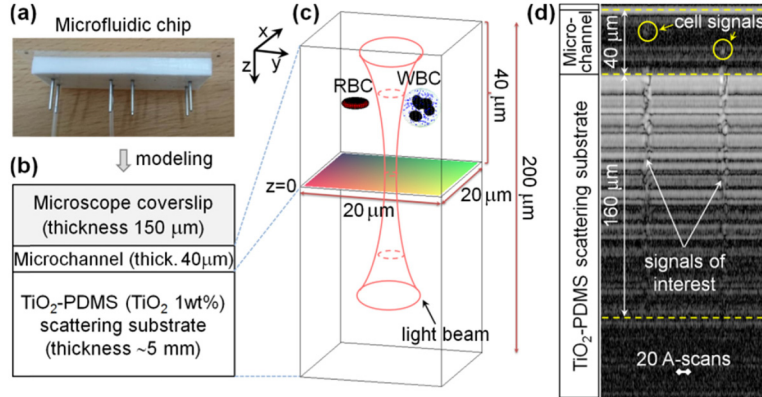 (a)
Microfluidic chip
modeling
(b)
Microscope coverslip
(thickness 150 μm)
Microchannel (thick. 40μm)
TiO2-PDMS (TiO2 1wt%)
scattering substrate
(thickness ~5 mm)
(c)
x
y
z
RBC
WBC
40 μm
z=0
20 μm
20 μm
200 μm
light beam
(d)
Micro-
channel
40 μm
cell signals
TiO2-PDMS scattering substrate
160 μm
signals of
interest
20 A-scans